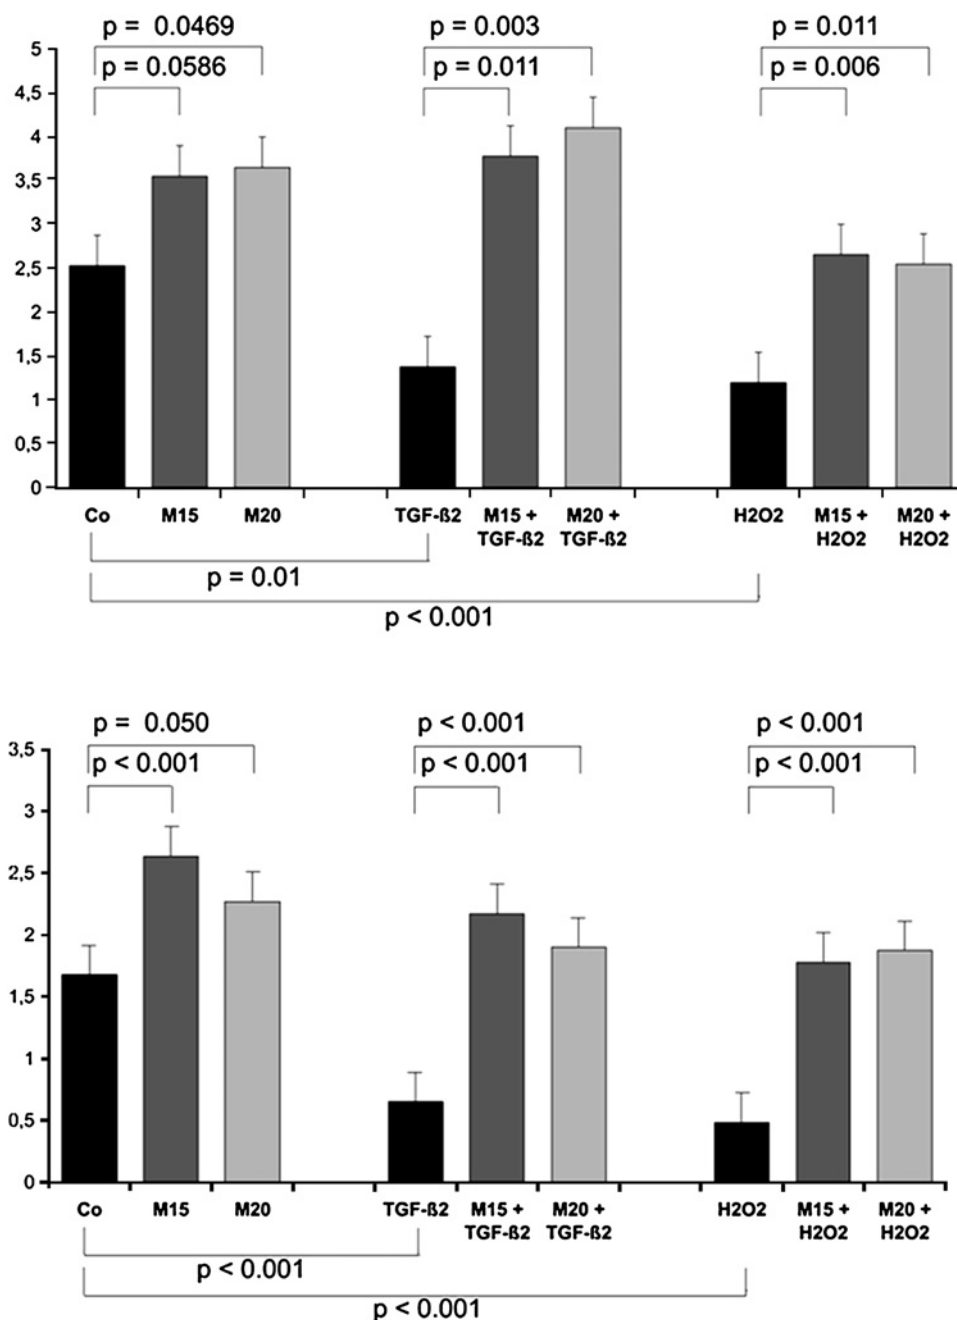 p =  0.0469 p = 0.003 p = 0.011
p = 0.0586 p = 0.011 p = 0.006
5
4,5
4
3,5
3
2,5
2
1,5
1
0,5
0
Co M15 M20 TGF-ß2 M15 + M20 + H2O2 M15 + M20 +
TGF-ß2 TGF-ß2 H2O2 H2O2
p = 0.01
p < 0.001
p =  0.050 p < 0.001 p < 0.001
p < 0.001 p < 0.001 p < 0.001
3,5
3
2,5
2
1,5
1
0,5
0
Co M15 M20 TGF-ß2 M15 + M20 + H2O2 M15 + M20 +
TGF-ß2 TGF-ß2 H2O2 H2O2
p < 0.001
p < 0.001